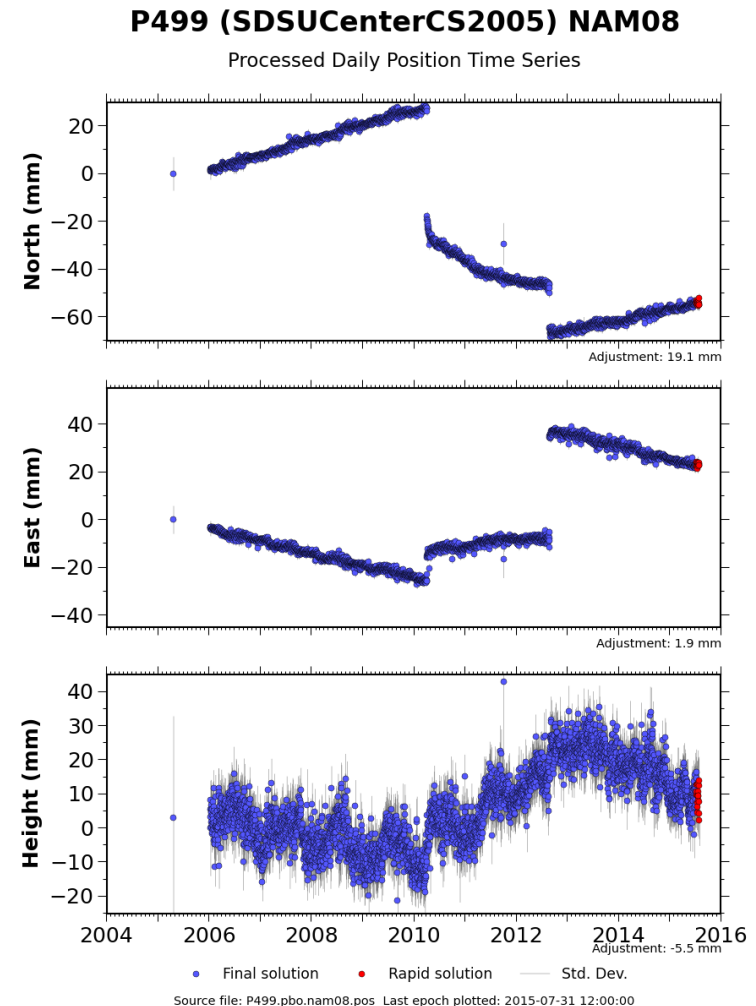 P499 (SDSUCenterCS2005) NAM08
Processed Daily Position Time Series
North (mm)
20
0
−20
−40
−60
Adjustment: 19.1 mm
East (mm)
40
20
0
−20
−40
Adjustment: 1.9 mm
Height (mm)
40
30
20
10
0
−10
−20
2004 2006 2008 2010 2012 2014 2016
Adjustment: -5.5 mm
Final solution Rapid solution Std. Dev.
Source file: P499.pbo.nam08.pos Last epoch plotted: 2015-07-31 12:00:00